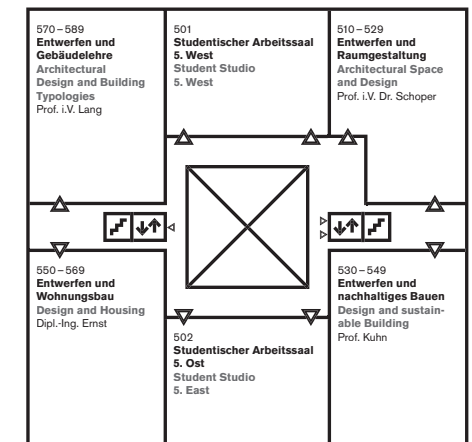 570–589
Entwerfen und
Gebäudelehre
Architectural
Design and Building
Typologies
Prof. i.V. Lang
501
Studentischer Arbeitssaal
5. West
Student Studio
5. West
510–529
Entwerfen und
Raumgestaltung
Architectural Space
and Design
Prof. i.V. Dr. Schoper
550–569
Entwerfen und
Wohnungsbau
Design and Housing
Dipl.-Ing. Ernst
502
Studentischer Arbeitssaal
5. Ost
Student Studio
5. East
530–549
Entwerfen und
nachhaltiges Bauen
Design and sustain-
able Building
Prof. Kuhn